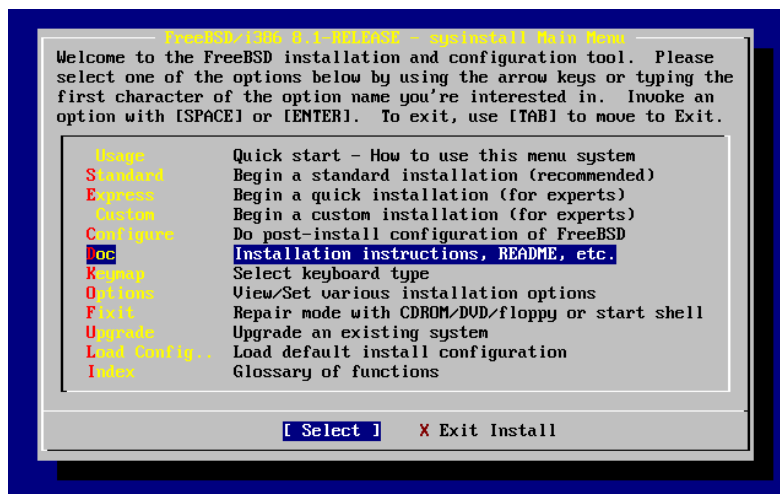 FreeBSD/i386 8.1-RELEASE - sysinstall Main Menu
Welcome to the FreeBSD installation and configuration tool.  Please
select one of the options below by using the arrow keys or typing the
first character of the option name you're interested in.  Invoke an
option with [SPACE] or [ENTER].  To exit, use [TAB] to move to Exit.
Usage Quick start - How to use this menu system
Standard Begin a standard installation (recommended)
Express Begin a quick installation (for experts)
Custom Begin a custom installation (for experts)
Configure Do post-install configuration of FreeBSD
Doc Installation instructions, README, etc.
Keymap Select keyboard type
Options View/Set various installation options
Fixit Repair mode with CDROM/DVD/floppy or start shell
Upgrade Upgrade an existing system
Load Config.. Load default install configuration
Index Glossary of functions
[ Select ] X Exit Install